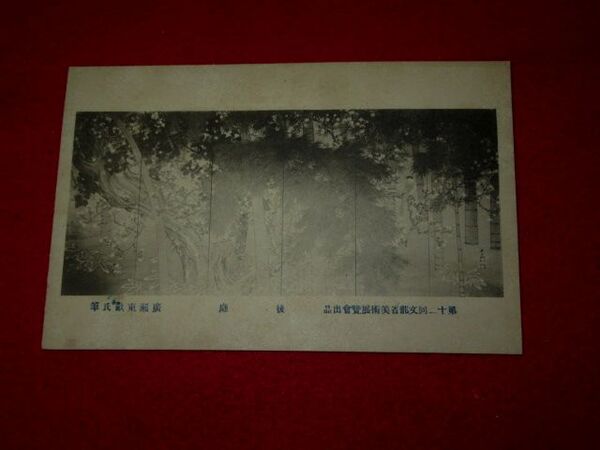 第十二回文部省美術展覽會出品　後庭　廣瀬東畝氏筆